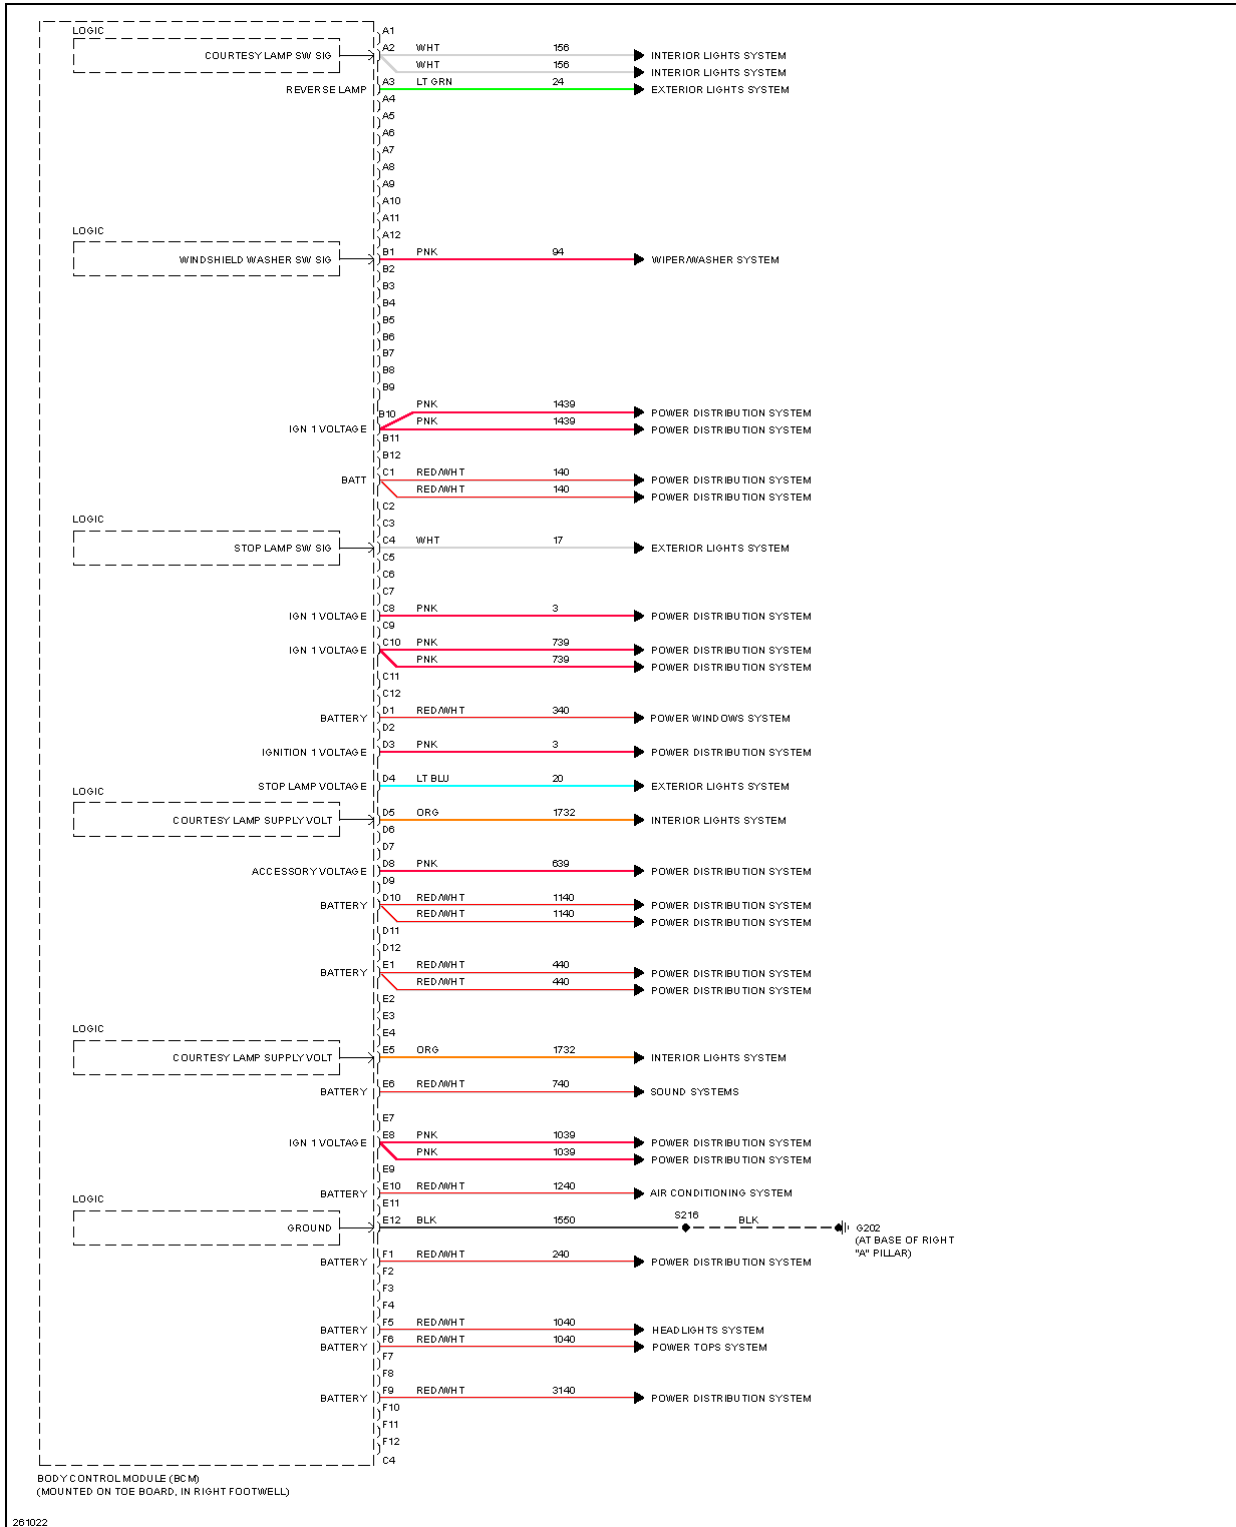 LOGIC
A1
COURTESY LAMP SW SIG A2 WHT 156 INTERIOR LIGHTS SYSTEM
WHT 156 INTERIOR LIGHTS SYSTEM
REVERSE LAMP A3 LT GRN 24 EXTERIOR LIGHTS SYSTEM
A4
A5
A6
A7
A8
A9
A10
A11
LOGIC
A12
WINDSHIELD WASHER SW SIG B1 PNK 94 WIPER/WASHER SYSTEM
B2
B3
B4
B5
B6
B7
B8
B9
B10 PNK 1439 POWER DISTRIBUTION SYSTEM
IGN 1 VOLTAGE PNK 1439 POWER DISTRIBUTION SYSTEM
B11
B12
BATT C1 RED/WHT 140 POWER DISTRIBUTION SYSTEM
RED/WHT 140 POWER DISTRIBUTION SYSTEM
C2
LOGIC
C3
STOP LAMP SW SIG C4 WHT 17 EXTERIOR LIGHTS SYSTEM
C5
C6
C7
IGN 1 VOLTAGE C8 PNK 3 POWER DISTRIBUTION SYSTEM
C9
IGN 1 VOLTAGE C10 PNK 739 POWER DISTRIBUTION SYSTEM
PNK 739 POWER DISTRIBUTION SYSTEM
C11
C12
BATTERY D1 RED/WHT 340 POWER WINDOWS SYSTEM
D2
IGNITION 1 VOLTAGE D3 PNK 3 POWER DISTRIBUTION SYSTEM
STOP LAMP VOLTAGE D4 LT BLU 20 EXTERIOR LIGHTS SYSTEM
LOGIC
COURTESY LAMP SUPPLY VOLT D5 ORG 1732 INTERIOR LIGHTS SYSTEM
D6
D7
ACCESSORY VOLTAGE D8 PNK 639 POWER DISTRIBUTION SYSTEM
D9
BATTERY D10 RED/WHT 1140 POWER DISTRIBUTION SYSTEM
RED/WHT 1140 POWER DISTRIBUTION SYSTEM
D11
D12
BATTERY E1 RED/WHT 440 POWER DISTRIBUTION SYSTEM
RED/WHT 440 POWER DISTRIBUTION SYSTEM
E2
E3
LOGIC
E4
COURTESY LAMP SUPPLY VOLT E5 ORG 1732 INTERIOR LIGHTS SYSTEM
BATTERY E6 RED/WHT 740 SOUND SYSTEMS
E7
IGN 1 VOLTAGE E8 PNK 1039 POWER DISTRIBUTION SYSTEM
PNK 1039 POWER DISTRIBUTION SYSTEM
E9
BATTERY E10 RED/WHT 1240 AIR CONDITIONING SYSTEM
LOGIC
E11
GROUND E12 BLK 1550 S216 BLK G202
(AT BASE OF RIGHT
"A" PILLAR)
BATTERY F1 RED/WHT 240 POWER DISTRIBUTION SYSTEM
F2
F3
F4
BATTERY F5 RED/WHT 1040 HEADLIGHTS SYSTEM
BATTERY F6 RED/WHT 1040 POWER TOPS SYSTEM
F7
F8
BATTERY F9 RED/WHT 3140 POWER DISTRIBUTION SYSTEM
F10
F11
F12
C4
BODY CONTROL MODULE (BCM)
(MOUNTED ON TOE BOARD, IN RIGHT FOOTWELL)
261022